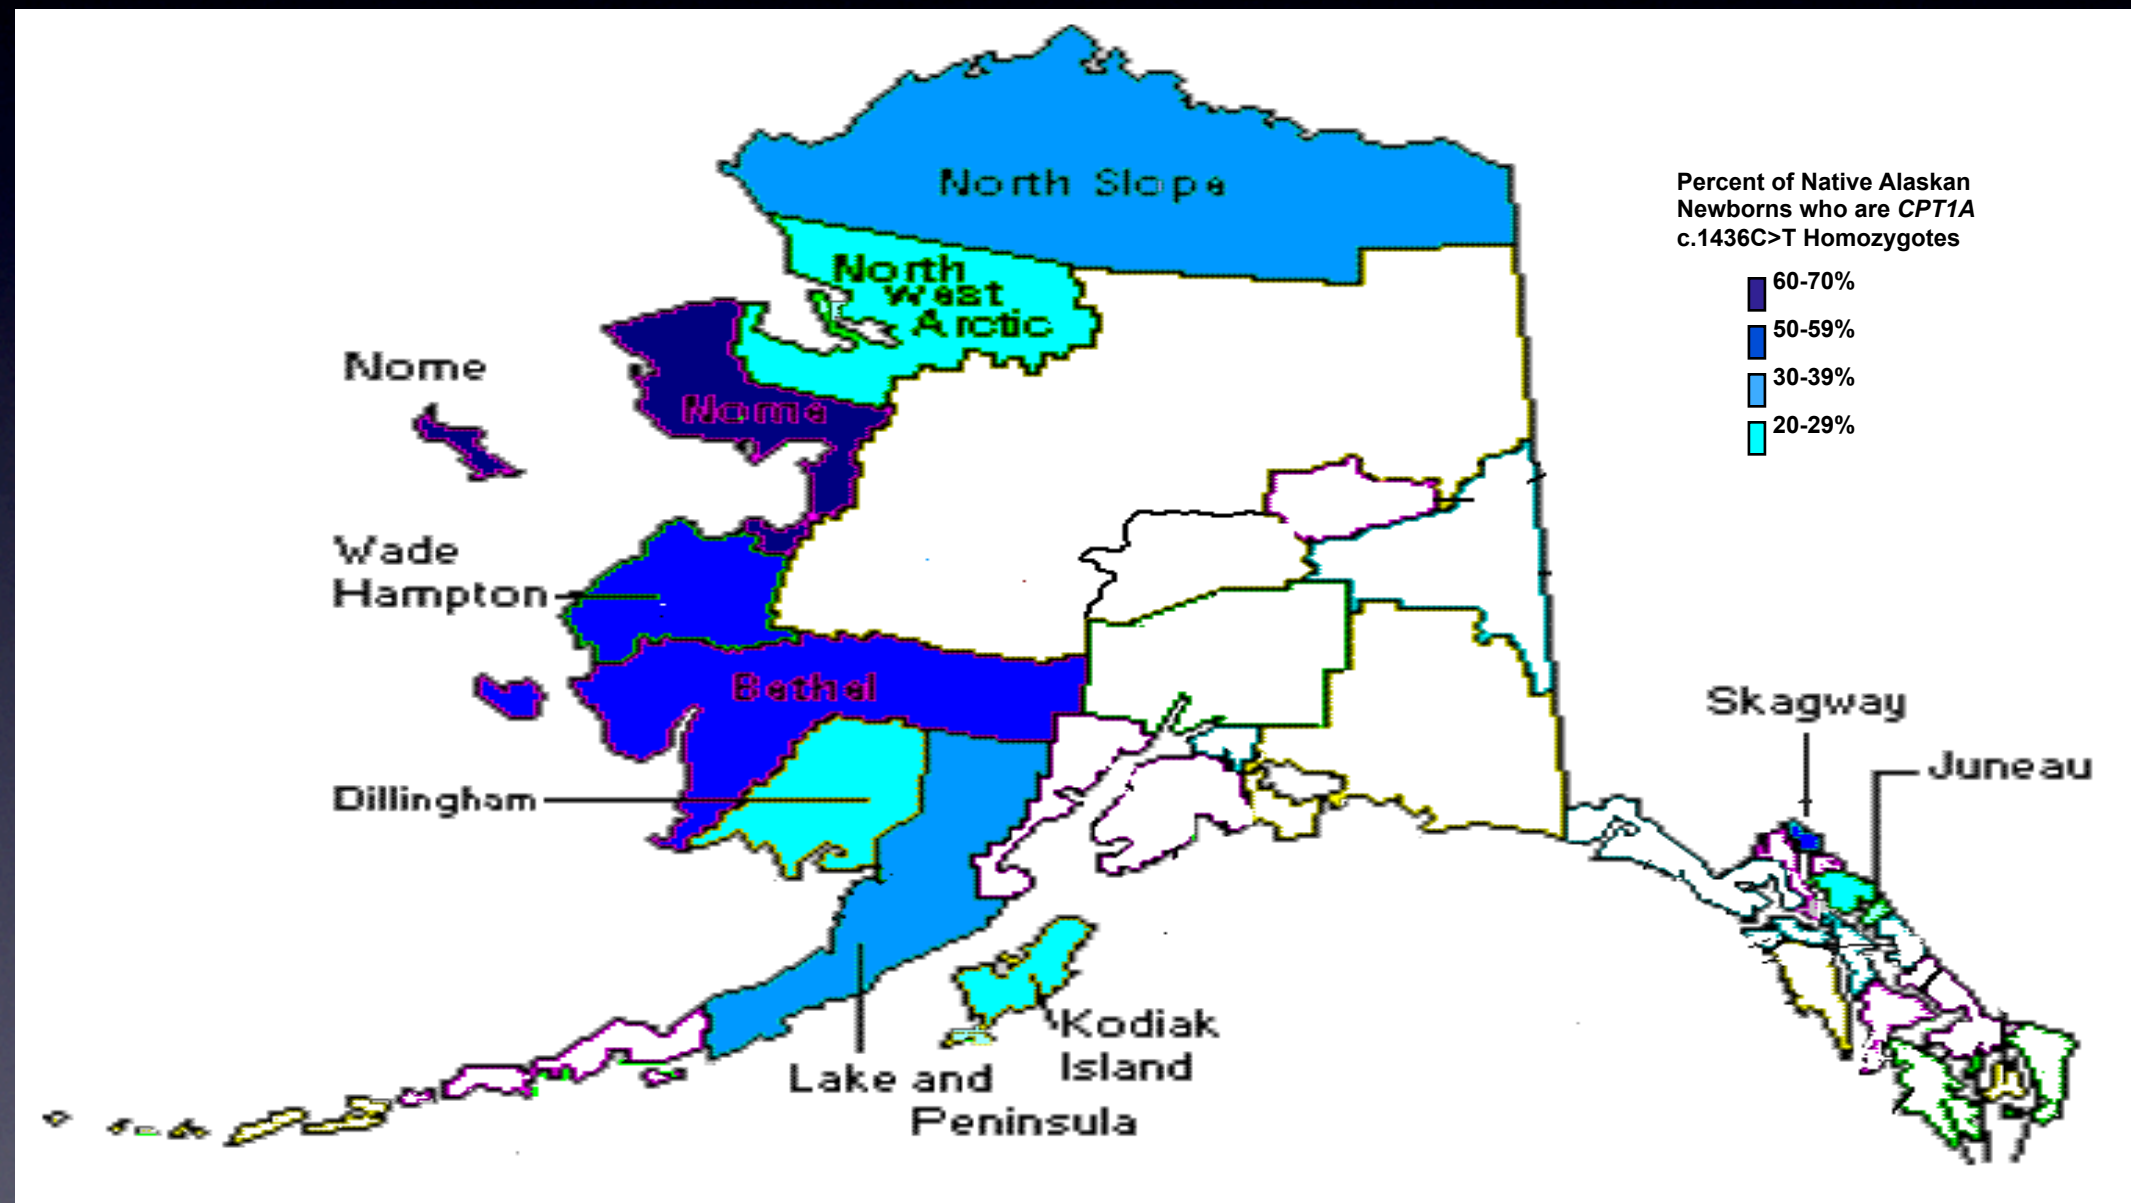 North Slope
North
West
Arctic
Nome
Nome
Wade
Hampton
Bethel
Dillingham
Kodiak
Island
Lake and
Peninsula
Skagway
Juneau
Percent of Native Alaskan
Newborns who are CPT1A
c.1436C>T Homozygotes
60-70%
50-59%
30-39%
20-29%